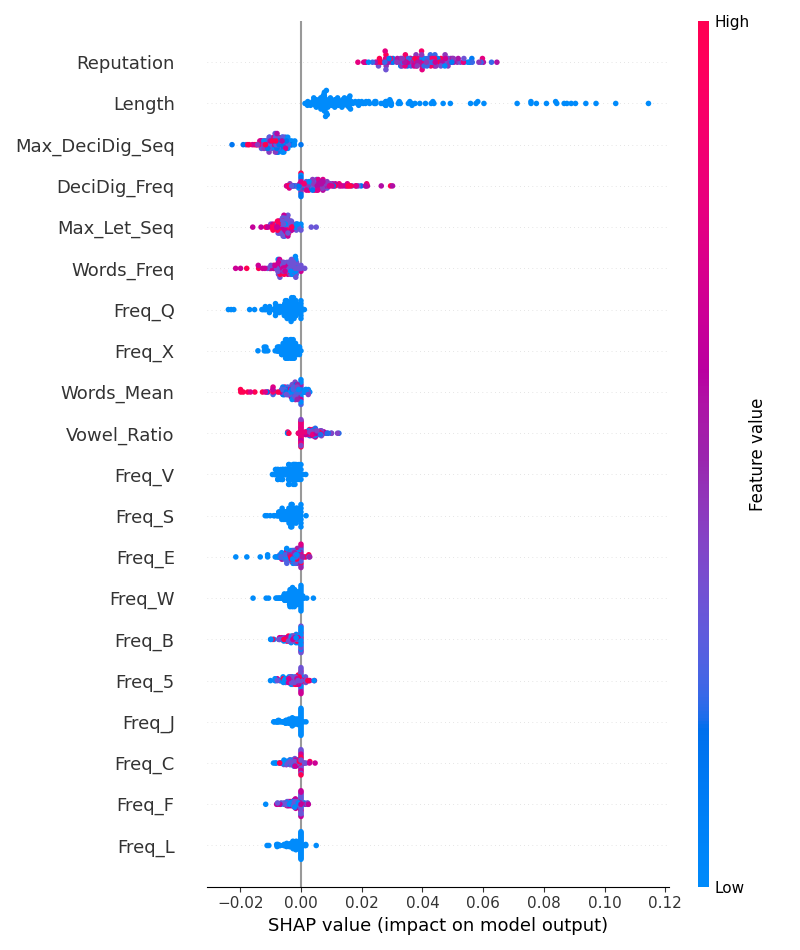 High
Reputation
Length
Max_DeciDig_Seq
DeciDig_Freq
Max_Let_Seq
Words_Freq
Freq_Q
Freq_X
Words_Mean
Vowel_Ratio
Freq_V
Freq_S
Freq_E
Freq_W
Freq_B
Freq_5
Freq_J
Freq_C
Freq_F
Freq_L
Feature value
Low
−0.02 0.00 0.02 0.04 0.06 0.08 0.10 0.12
SHAP value (impact on model output)